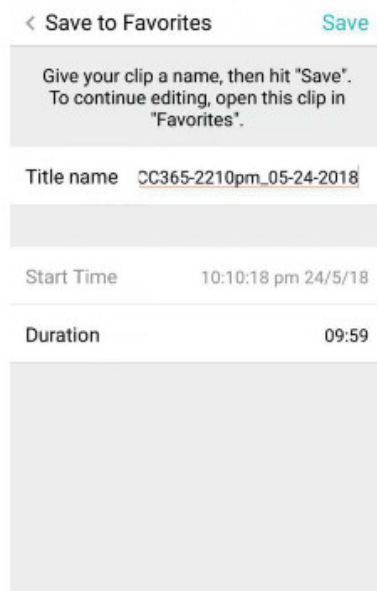 < Save to Favorites Save
Give your clip a name, then hit "Save".
To continue editing, open this clip in
"Favorites".
Title name CC365-2210pm_05-24-2018
Start Time 10:10:18 pm 24/5/18
Duration 09:59